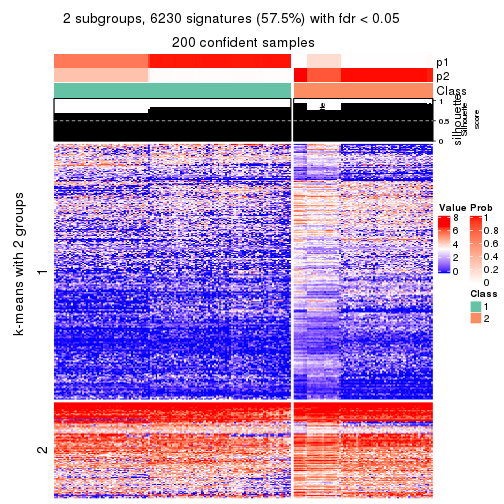 2 subgroups, 6230 signatures (57.5%) with fdr < 0.05
200 confident samples
p1
p2
Class
1
0.5
0
silhouette
Silhouette
score
k-means with 2 groups
1
2
Value
8
6
4
2
0
Prob
1
0.8
0.6
0.4
0.2
0
Class
1
2